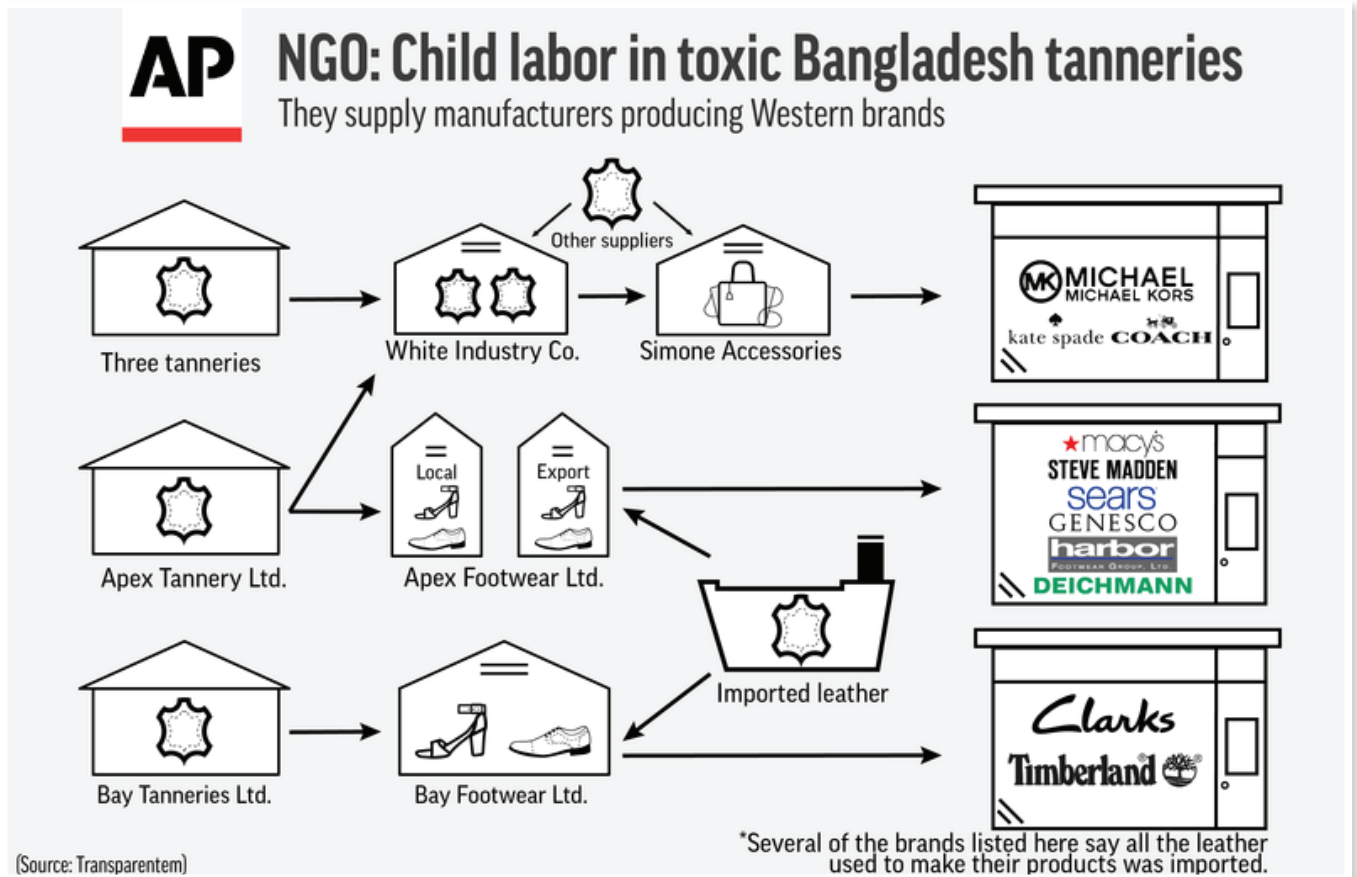 AP
NGO: Child labor in toxic Bangladesh tanneries
They supply manufacturers producing Western brands
Other suppliers
Three tanneries
White Industry Co.
Simone Accessories
MK MICHAEL
MICHAEL KORS
kate spade COACH
Local
Export
Apex Tannery Ltd.
Apex Footwear Ltd.
macy's
STEVE MADDEN
sears
GENESCO
harbor
FOOTWEAR GROUP, LTD.
DEICHMANN
Imported leather
Bay Tanneries Ltd.
Bay Footwear Ltd.
Clarks
Timberland®
*Several of the brands listed here say all the leather
used to make their products was imported.
(Source: Transparentem)